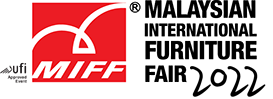 ufi
Approved
Event
MIFF
®
MALAYSIAN
INTERNATIONAL
FURNITURE
FAIR 2022